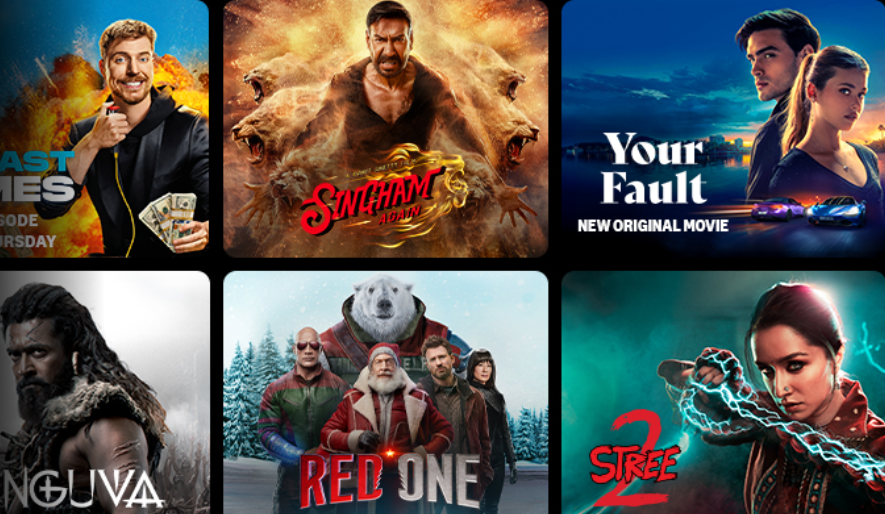 AST
MES
SODE
URSDAY
SINGHAM
AGAIN
Your
Fault
NEW ORIGINAL MOVIE
NGUVA
RED ONE
2
STREE